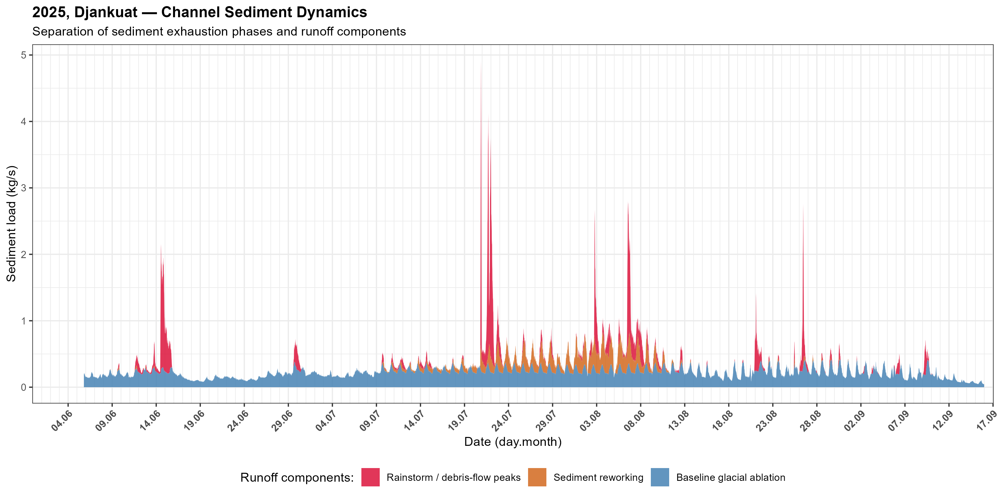 2025, Djankuat — Channel Sediment Dynamics
Separation of sediment exhaustion phases and runoff components
Sediment load (kg/s)
5
4
3
2
1
0
04.06 09.06 14.06 19.06 24.06 29.06 04.07 09.07 14.07 19.07 24.07 29.07 03.08 08.08 13.08 18.08 23.08 28.08 02.09 07.09 12.09 17.09
Date (day.month)
Runoff components: Rainstorm / debris-flow peaks Sediment reworking Baseline glacial ablation